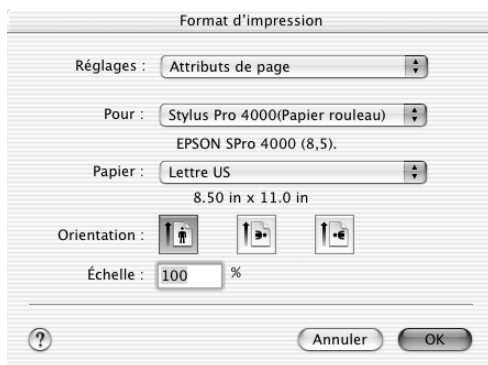 Format d'impression
Réglages : Attributs de page
Pour : Stylus Pro 4000(Papier rouleau)
EPSON SPro 4000 (8,5).
Papier : Lettre US
8.50 in x 11.0 in
Orientation :
Échelle : 100 %
? Annuler OK